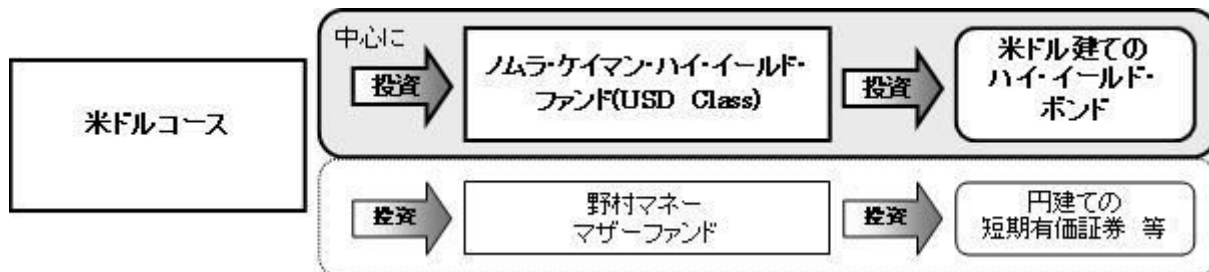 米ドルコース
中心に
投資
ノムラ・ケイマン・ハイ・イールド・
ファンド(USD Class)
投資
米ドル建ての
ハイ・イールド・
ボンド
投資
野村マネー
マザーファンド
投資
円建ての
短期有価証券 等